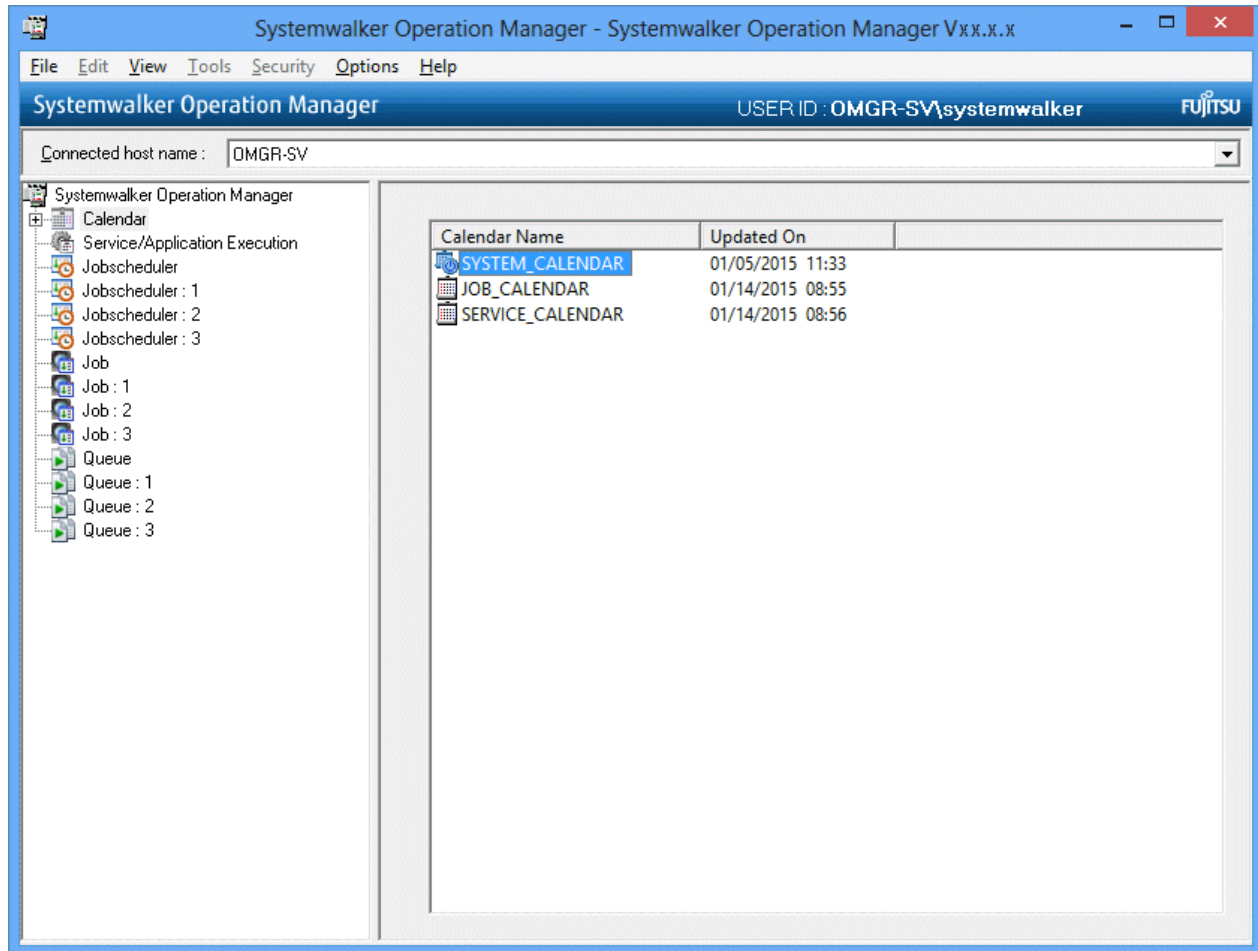 Systemwalker Operation Manager - Systemwalker Operation Manager Vxx.x.x
File Edit View Tools Security Options Help
Systemwalker Operation Manager USER ID : OMGR-SV\systemwalker FUJITSU
Connected host name : OMGR-SV
Systemwalker Operation Manager
Calendar
Service/Application Execution
Jobscheduler
Jobscheduler : 1
Jobscheduler : 2
Jobscheduler : 3
Job
Job : 1
Job : 2
Job : 3
Queue
Queue : 1
Queue : 2
Queue : 3
Calendar Name Updated On
SYSTEM_CALENDAR 01/05/2015 11:33
JOB_CALENDAR 01/14/2015 08:55
SERVICE_CALENDAR 01/14/2015 08:56